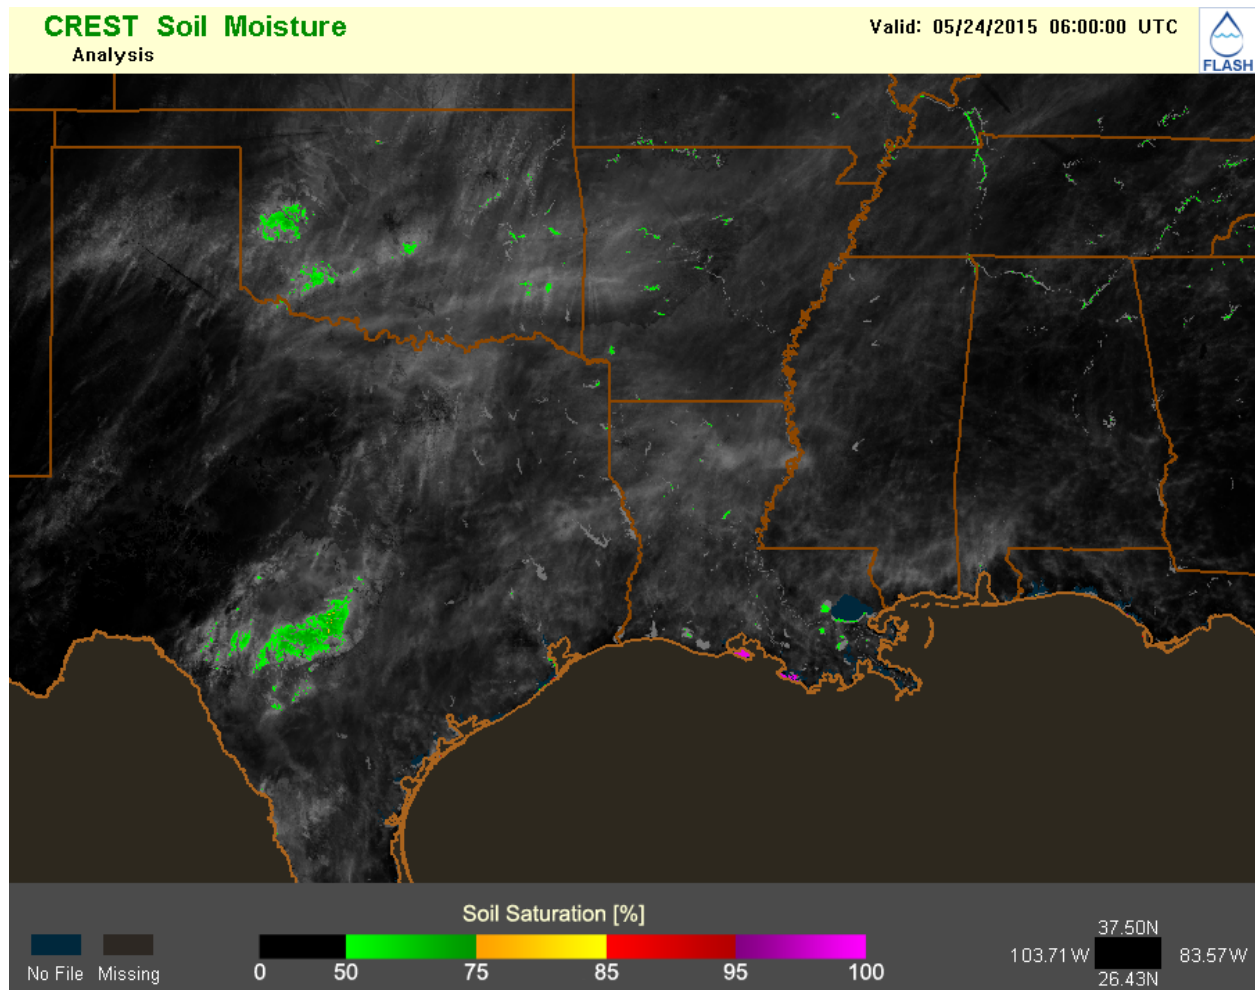 CREST Soil Moisture
Analysis
Valid: 05/24/2015 06:00:00 UTC
FLASH
Soil Saturation [%]
No File
Missing
0
50
75
85
95
100
37.50N
103.71W
83.57W
26.43N